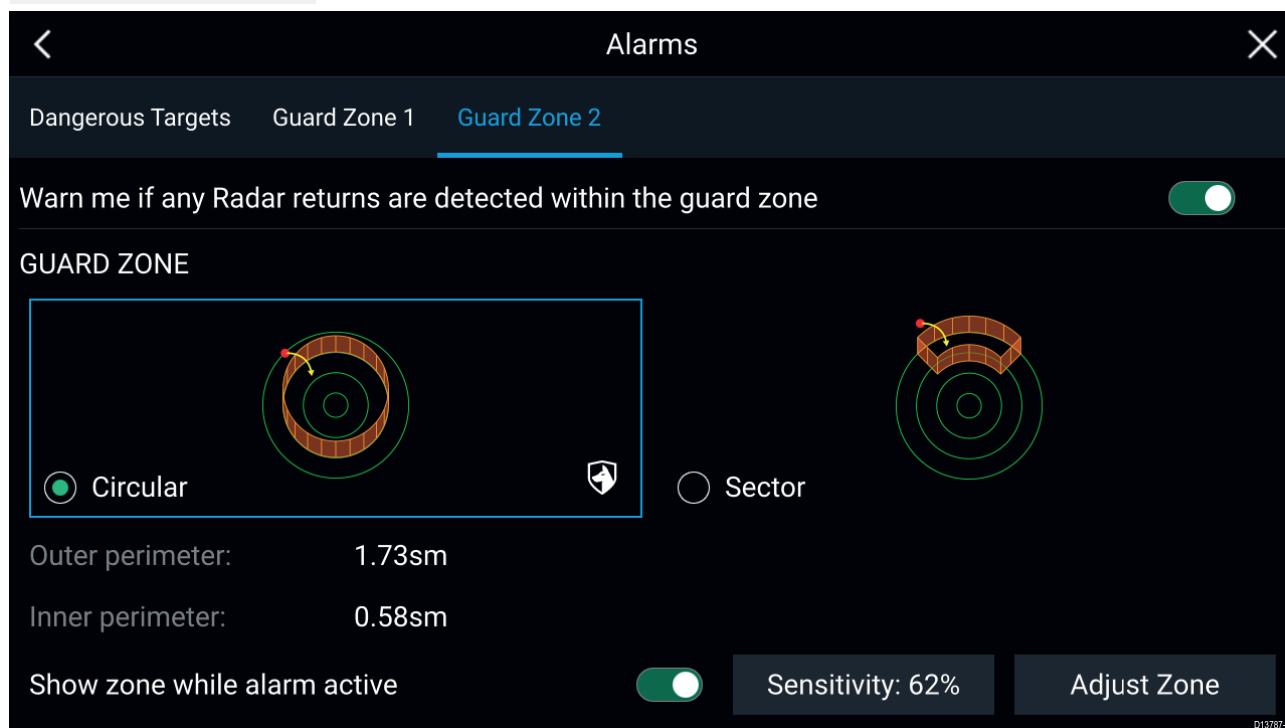 Alarms
Dangerous Targets Guard Zone 1 Guard Zone 2
Warn me if any Radar returns are detected within the guard zone
GUARD ZONE
Circular Sector
Outer perimeter: 1.73sm
Inner perimeter: 0.58sm
Show zone while alarm active Sensitivity: 62% Adjust Zone